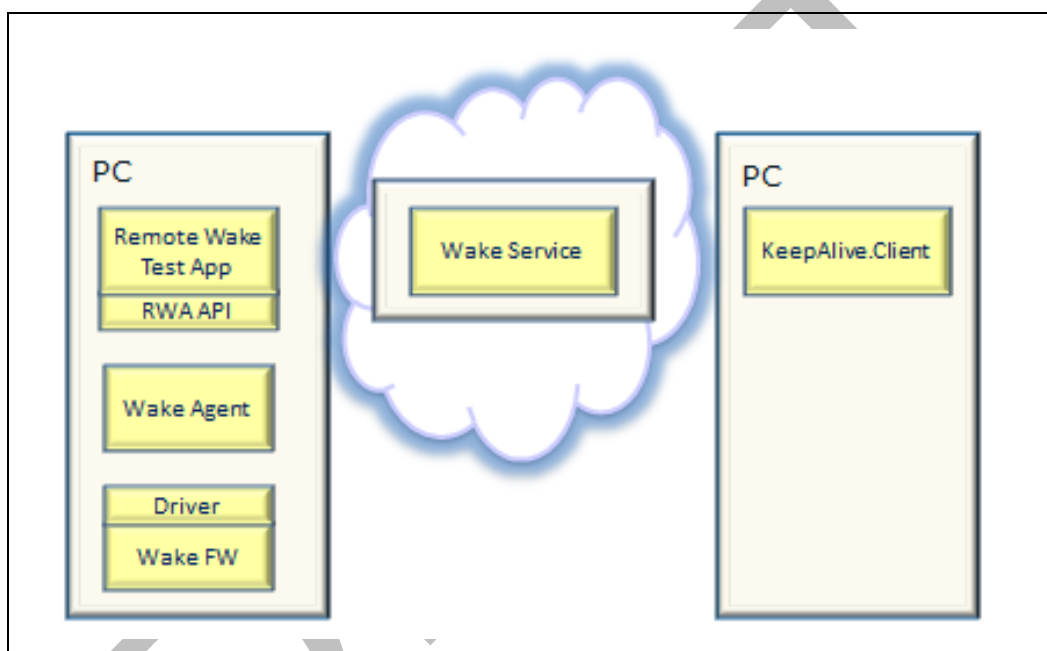 PC
Remote Wake
Test App
RWA API
Wake Agent
Driver
Wake FW
Wake Service
PC
KeepAlive.Client